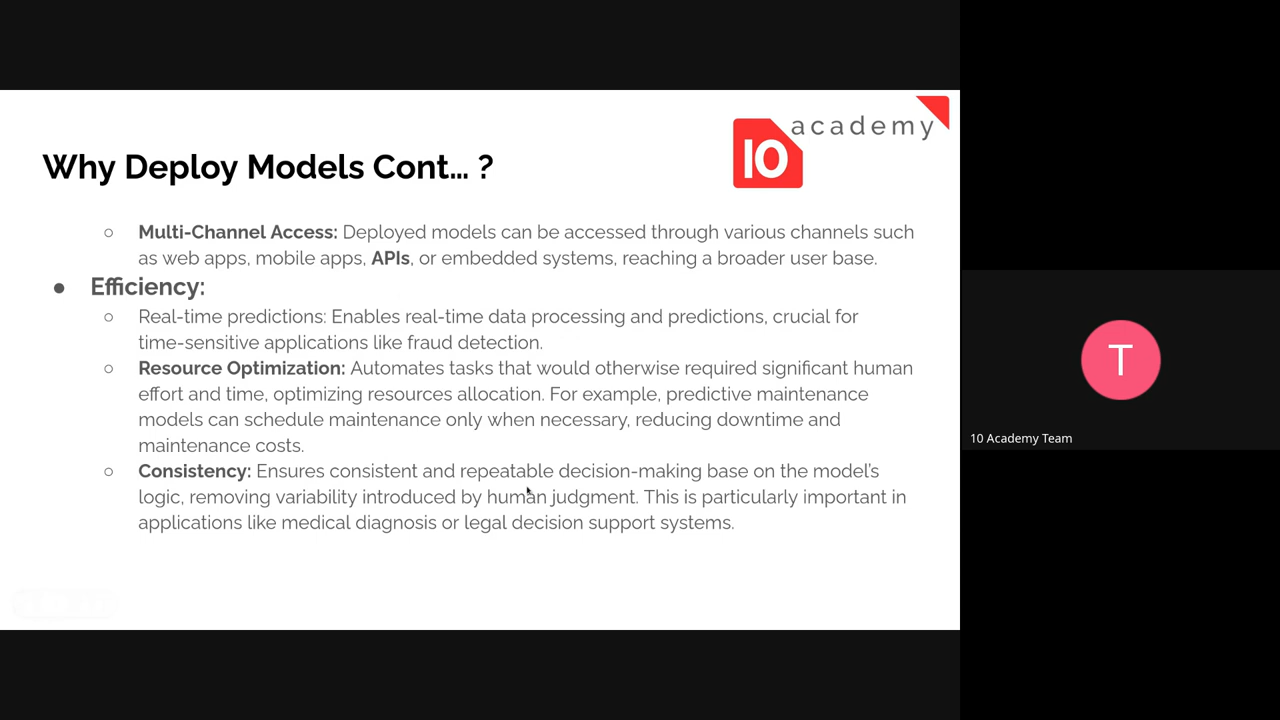 academy
10
Why Deploy Models Cont... ?
○ Multi-Channel Access: Deployed models can be accessed through various channels such
as web apps, mobile apps, APIs, or embedded systems, reaching a broader user base.
● Efficiency:
○ Real-time predictions: Enables real-time data processing and predictions, crucial for
time-sensitive applications like fraud detection.
○ Resource Optimization: Automates tasks that would otherwise required significant human
effort and time, optimizing resources allocation. For example, predictive maintenance
models can schedule maintenance only when necessary, reducing downtime and
maintenance costs.
○ Consistency: Ensures consistent and repeatable decision-making base on the model's
logic, removing variability introduced by human judgment. This is particularly important in
applications like medical diagnosis or legal decision support systems.
T
10 Academy Team